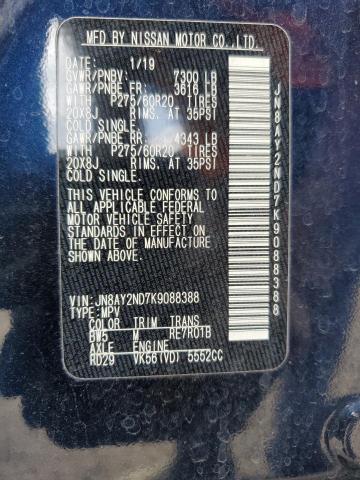 MFD BY NISSAN MOTOR CO.,LTD.
DATE: 1/19
GVWR/PNBV: 7300 LB
GAWR/PNBE FR: 3616 LB
WITH P275/60R20 TIRES
20X8J RIMS. AT 35PSI
COLD SINGLE.
GAWR/PNBE RR: 4343 LB
WITH P275/60R20 TIRES
20X8J RIMS. AT 35PSI
COLD SINGLE.
THIS VEHICLE CONFORMS TO
ALL APPLICABLE FEDERAL
MOTOR VEHICLE SAFETY
STANDARDS IN EFFECT ON
THE DATE OF MANUFACTURE
SHOWN ABOVE.
VIN: JN8AY2ND7K9088388
TYPE: MPV
COLOR TRIM TRANS
BW5 M RE7R01B
AXLE ENGINE
RD29 VK56(VD) 5552CC
JN8AY2ND7K9088388